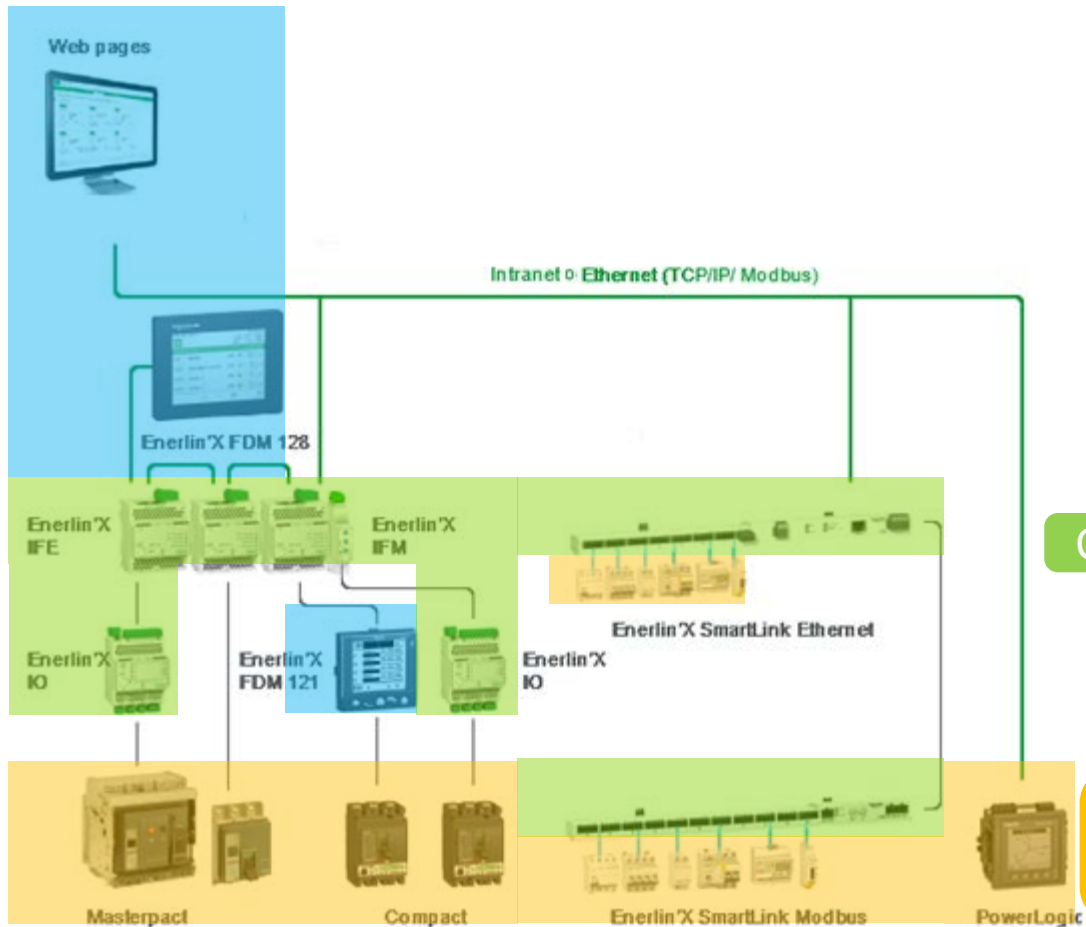 Web pages
Intranet o Ethernet (TCP/IP/ Modbus)
Enerlin'X FDM 128
Enerlin'X
IFE
Enerlin'X
IFM
Enerlin'X SmartLink Ethernet
Enerlin'X
IO
Enerlin'X
FDM 121
Enerlin'X
IO
Masterpact
Compact
Enerlin'X SmartLink Modbus
PowerLogic